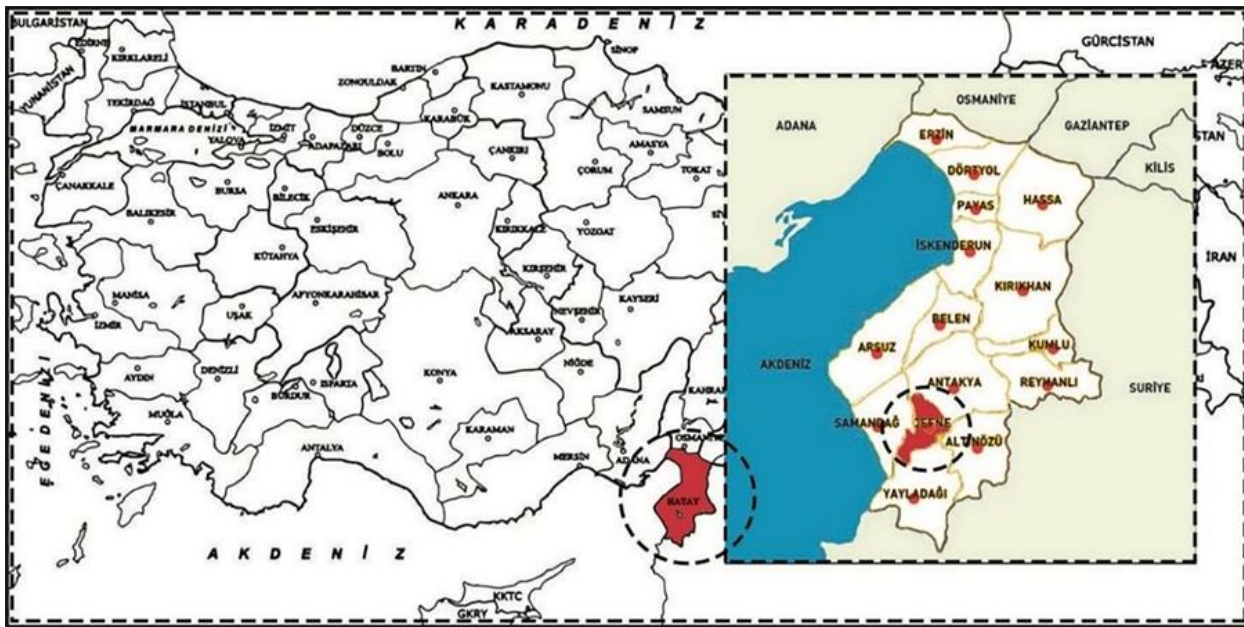 BULGARİSTAN
KARADENİZ
GÜRCİSTAN
EDİRNE
KIRKLARELİ
SİNOP
YUNANİSTAN
BARTIN
ZONGULDAK
KASTAMONU
TEKİRDAĞ
İSTANBUL
KARABÜK
SAMSUN
MARMARA DENİZİ
İZMİT
DÜZCE
YALOVA
ADAPAZARI
BOLU
ÇANKIRI
AMASYA
ÇORUM
TOKAT
ÇANAKKALE
BURSA
BİLECİK
ANKARA
BALIKESİR
ESKİŞEHİR
KIRIKKALE
YOZGAT
KÜTAHYA
KIRŞEHİR
MANİSA
AFYONKARAHİSAR
UŞAK
NEVŞEHİR
KAYSERİ
İZMİR
AKSARAY
NİĞDE
AYDIN
DENİZLİ
ISPARTA
BURDUR
KONYA
KAHRAM
MUĞLA
KARAMAN
OSMANİYE
ANTALYA
MERSİN
ADANA
EGE DENİZİ
HATAY
AKDENİZ
KKTC
GKRY
AZER
STAN
İRAN
OSMANİYE
ADANA
GAZİANTEP
ERZİN
KİLİS
DÖRTYOL
PAYAS
HASSA
İSKENDERUN
KIRIKHAN
BELEN
ARSUZ
KUMLU
AKDENİZ
ANTAKYA
REYHANLI
SURİYE
SAMANDAĞ
DEFNE
ALTINÖZÜ
YAYLADAĞI